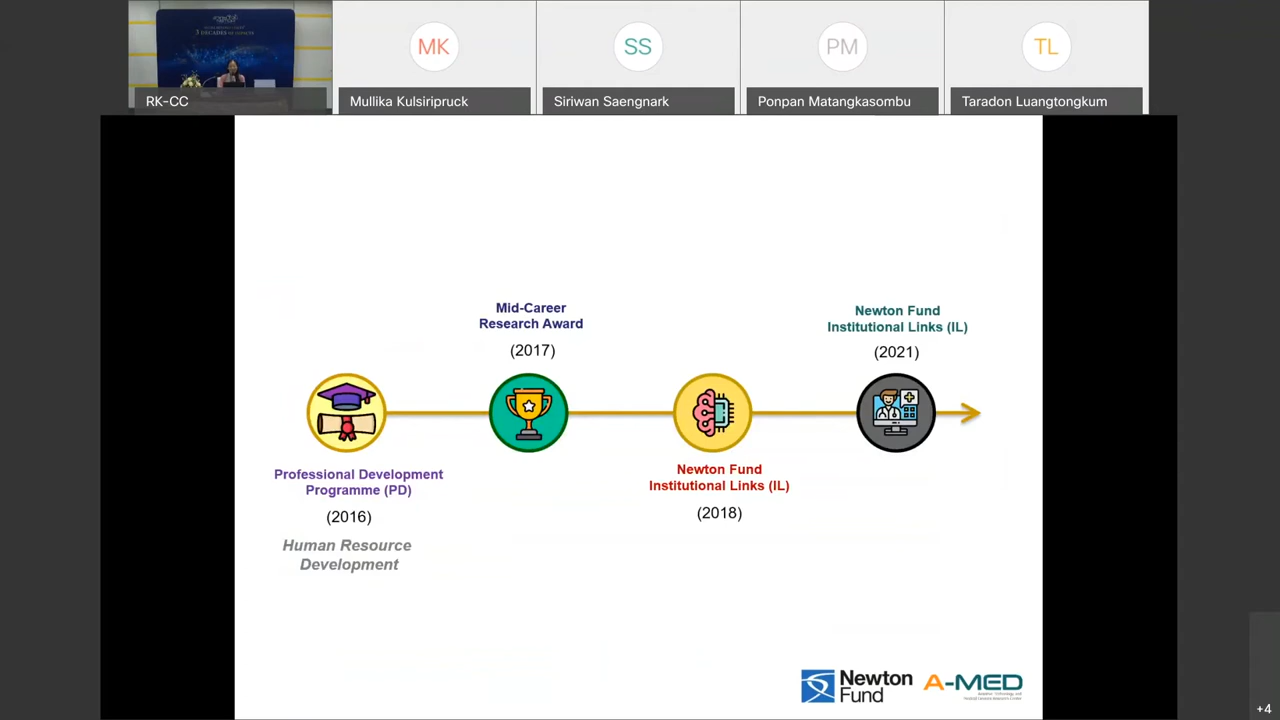 3 DECADES
RK-CC
MK
Mullika Kulsiripruck
SS
Siriwan Saengnark
PM
Ponpan Matangkasombu
TL
Taradon Luangtongkum
Mid-Career
Research Award
(2017)
Newton Fund
Institutional Links (IL)
(2021)
Professional Development
Programme (PD)
(2016)
Human Resource
Development
Newton Fund
Institutional Links (IL)
(2018)
Newton
Fund
A-MED
+4